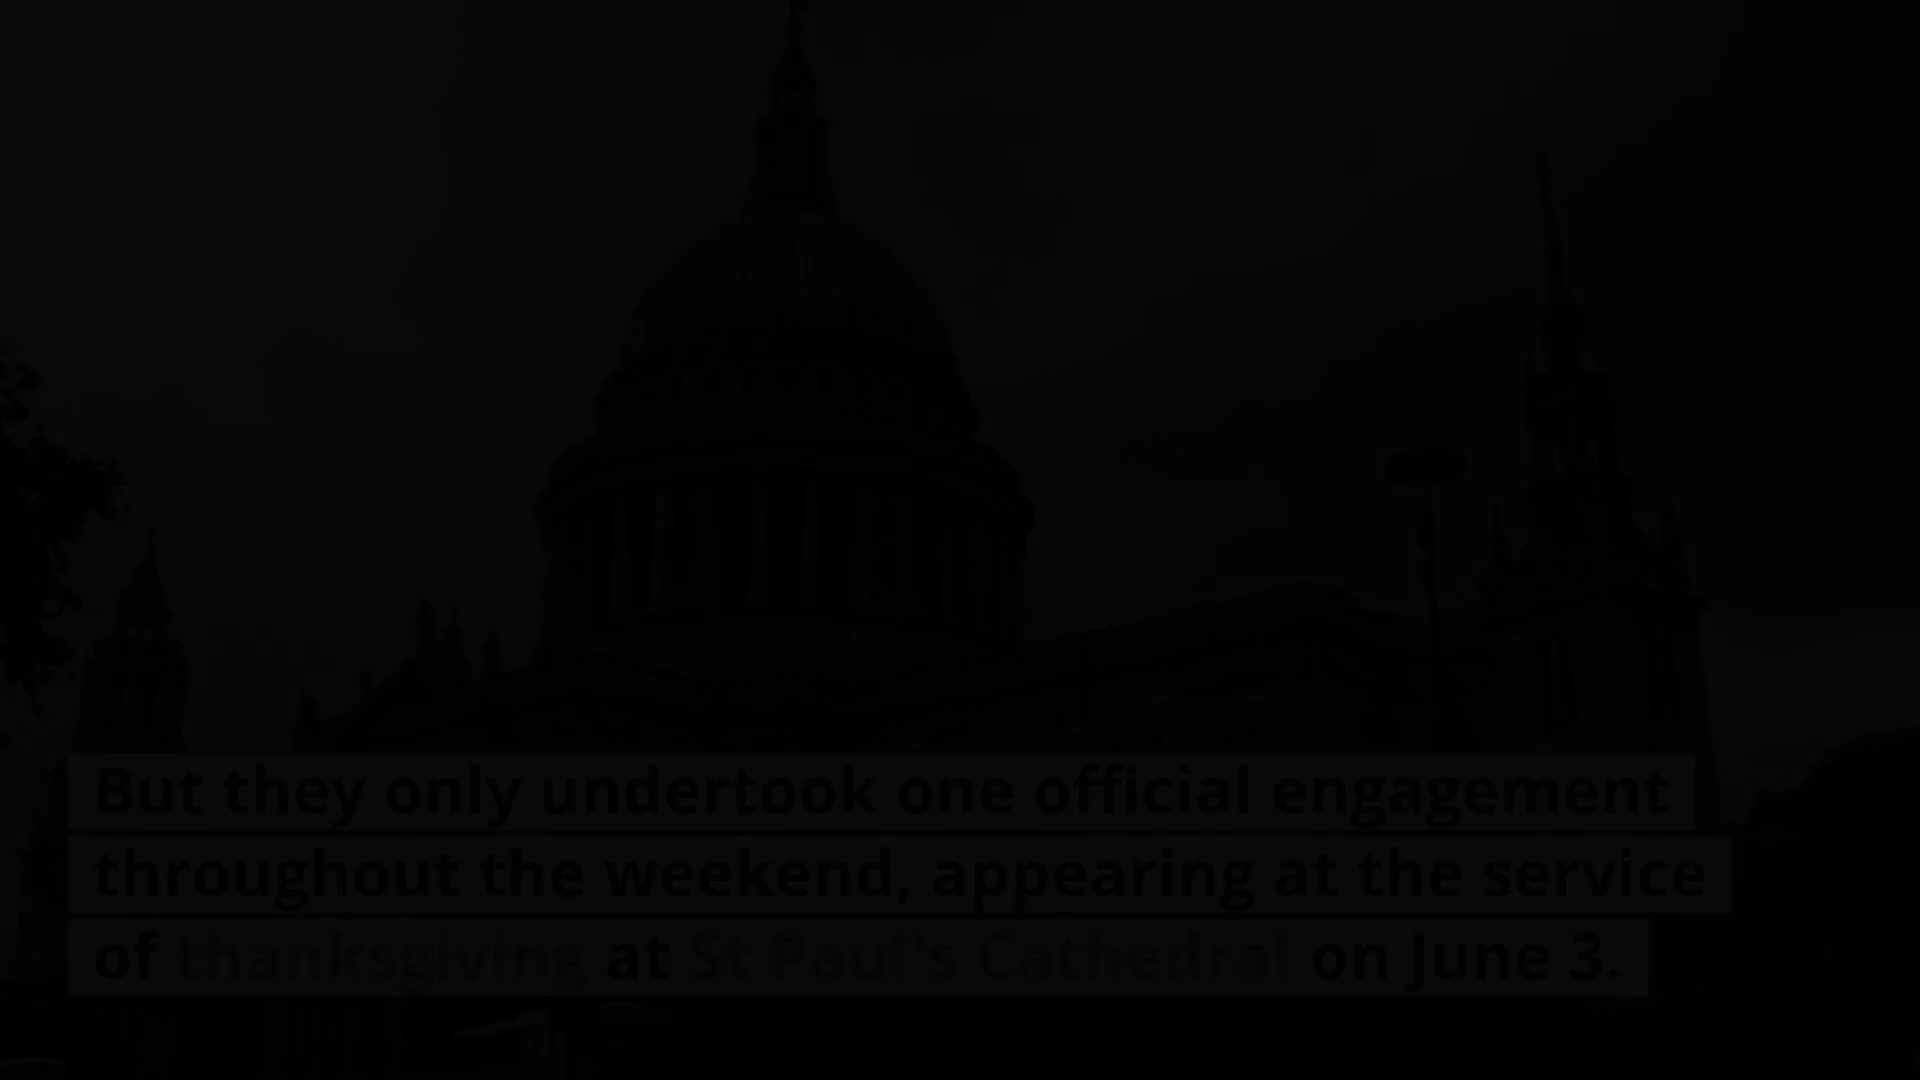 But they only undertook one official engagement
throughout the weekend, appearing at the service
of thanksgiving at St Paul's Cathedral on June 3.